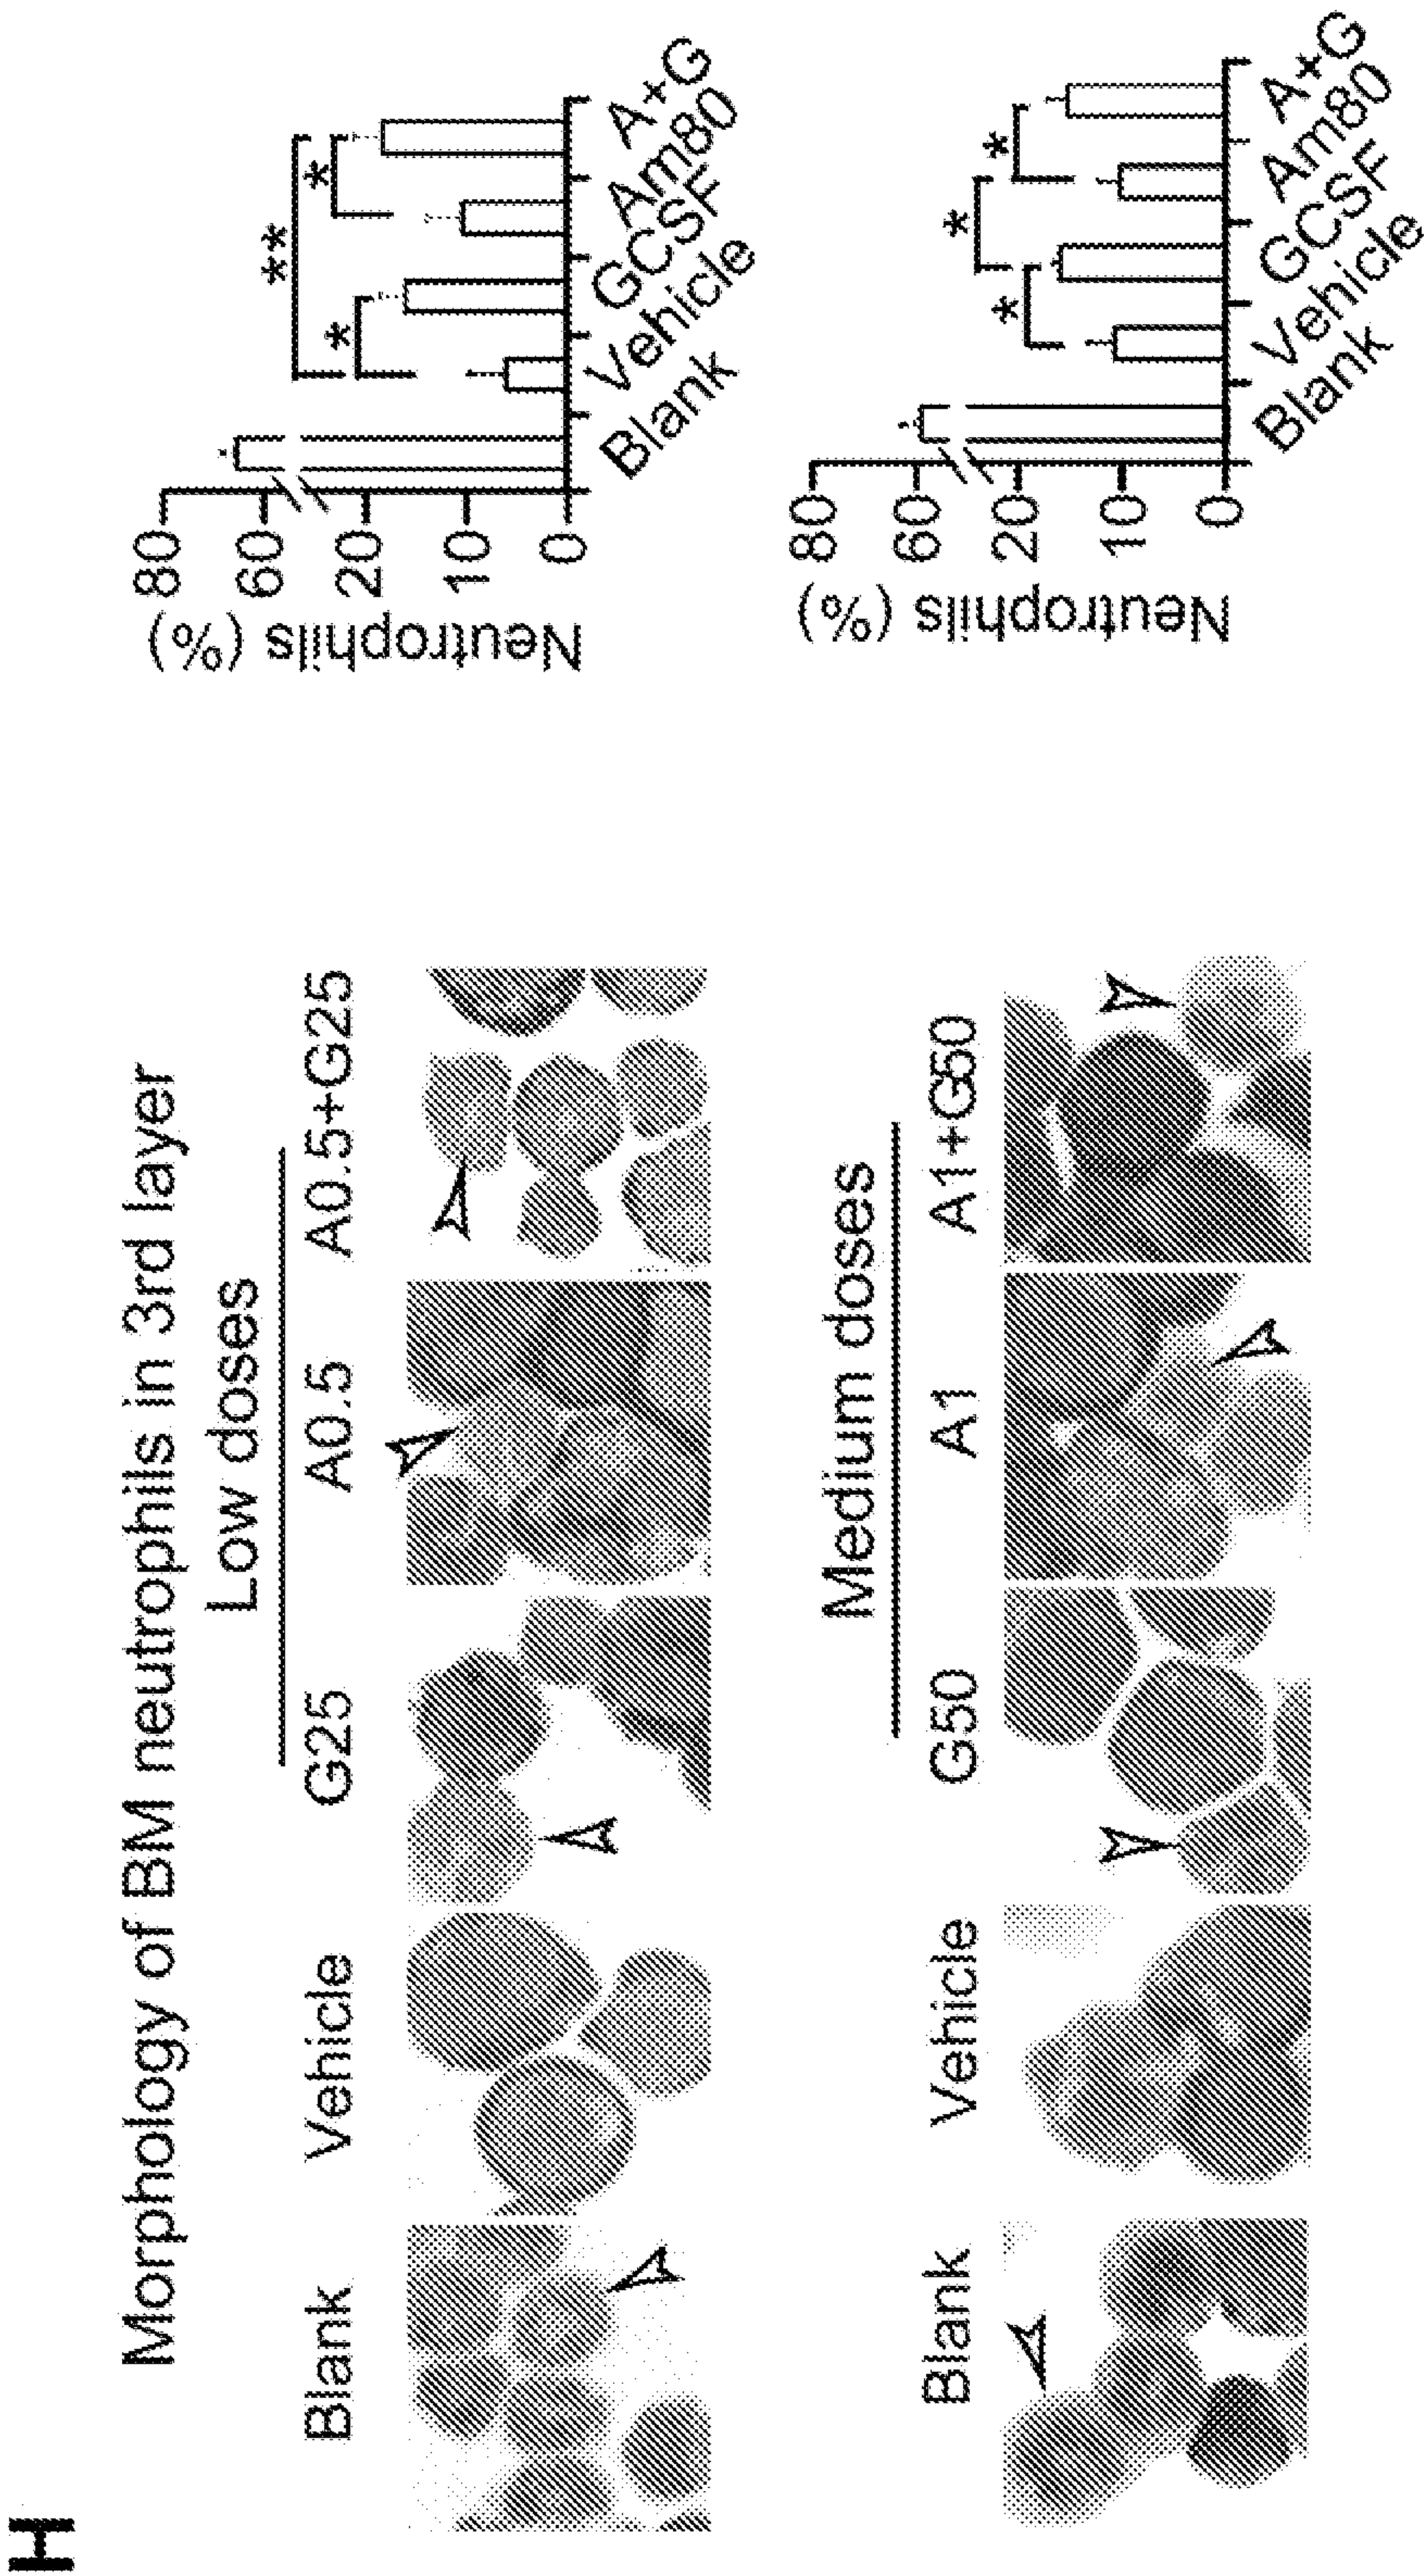 H
Morphology of BM neutrophils in 3rd layer
Low doses
Blank Vehicle G25 A0.5 A0.5+G25
Medium doses
Blank Vehicle G50 A1 A1+G50
Neutrophils (%)
80
60
20
10
0
** * *
Blank Vehicle GCSF Am80 A+G
Neutrophils (%)
80
60
20
10
0
* * *
Blank Vehicle GCSF Am80 A+G